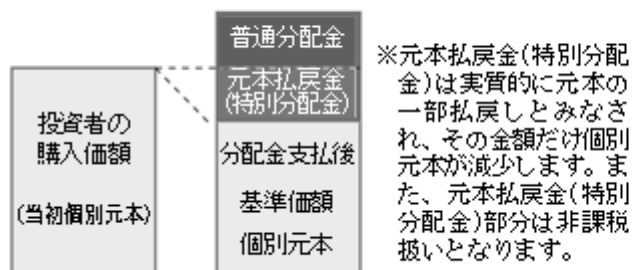 投資者の
購入価額
(当初個別元本)
普通分配金
元本払戻金
(特別分配金)
分配金支払後
基準価額
個別元本
※元本払戻金(特別分配
金)は実質的に元本の
一部払戻しとみなさ
れ、その金額だけ個別
元本が減少します。ま
た、元本払戻金(特別
分配金)部分は非課税
扱いとなります。